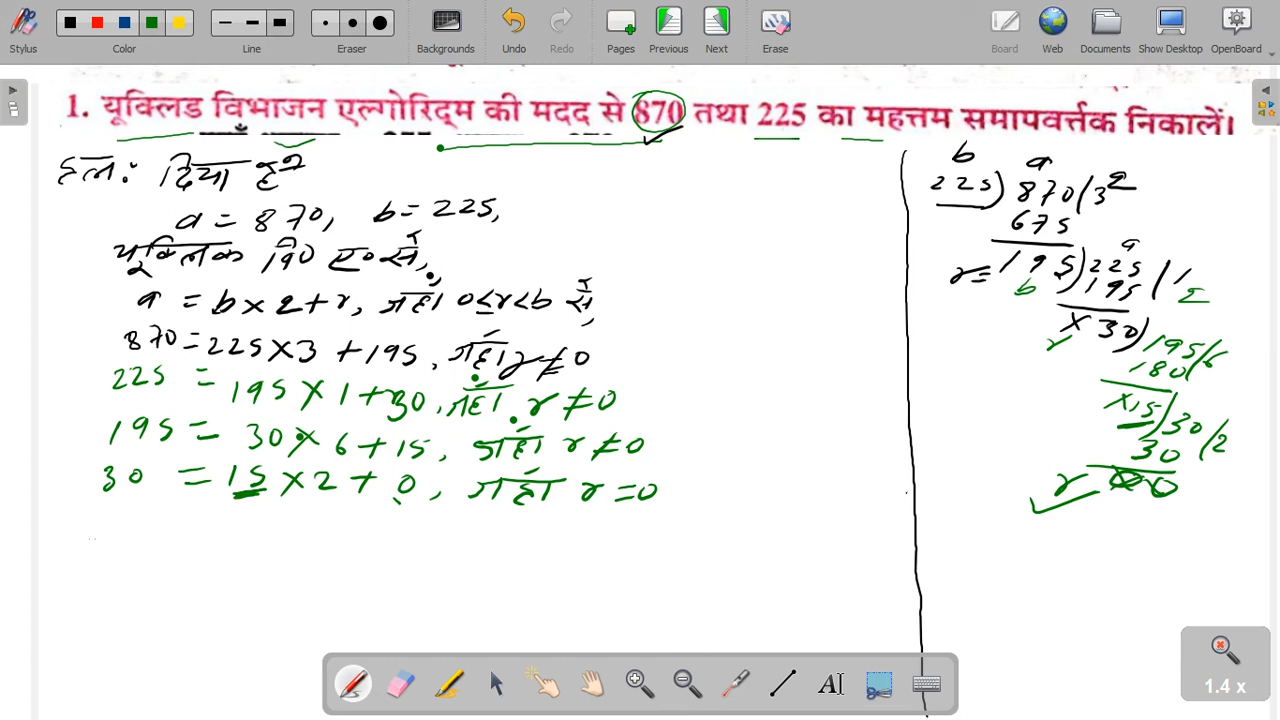 Stylus
Color
Line
Eraser
Backgrounds
Undo
Redo
Pages
Previous
Next
Erase
Board
Web
Documents
Show Desktop
OpenBoard
1. यूक्लिड विभाजन एल्गोरिद्म की मदद से 870 तथा 225 का महत्तम समापवर्त्तक निकालें।
हल: दिया है
a = 870, b = 225,
यूक्लिक वि0 ए0 से,
a = b × q + r, जहाँ 0 ≤ r < b से,
870 = 225 × 3 + 195, जहाँ r ≠ 0
225 = 195 × 1 + 30, जहाँ r ≠ 0
195 = 30 × 6 + 15, जहाँ r ≠ 0
30 = 15 × 2 + 0, जहाँ r = 0
b a
225) 870 (3 q
675 a
r = 195) 225 (1
b 195 q
× 30) 195 (6
r 180
× 15) 30 (2
30
r 0
1.4 x